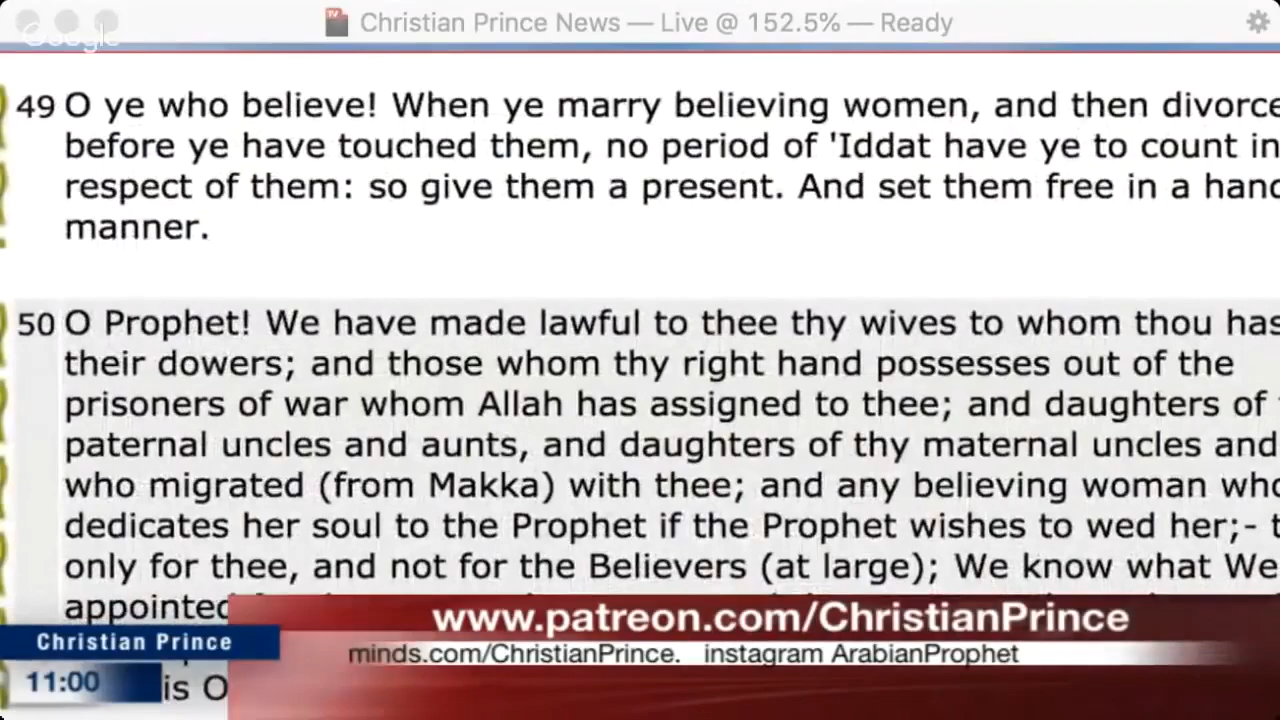 Christian Prince News — Live @ 152.5% — Ready
Google
49 O ye who believe! When ye marry believing women, and then divorce
before ye have touched them, no period of 'Iddat have ye to count in
respect of them: so give them a present. And set them free in a
manner.
50 O Prophet! We have made lawful to thee thy wives to whom thou
their dowers; and those whom thy right hand possesses out of the
prisoners of war whom Allah has assigned to thee; and daughters of
paternal uncles and aunts, and daughters of thy maternal uncles and
who migrated (from Makka) with thee; and any believing woman
dedicates her soul to the Prophet if the Prophet wishes to wed her;-
only for thee, and not for the Believers (at large); We know what We
appointed
www.patreon.com/ChristianPrince
Christian Prince
minds.com/ChristianPrince. instagram ArabianProphet
11:00
is